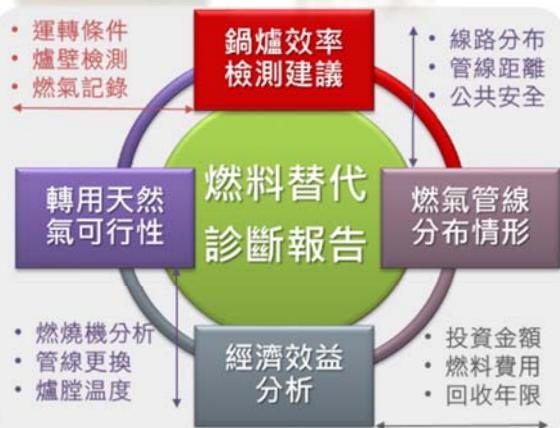 • 運轉條件
• 爐壁檢測
• 燃氣記錄
鍋爐效率
檢測建議
• 線路分布
• 管線距離
• 公共安全
轉用天然
氣可行性
燃料替代
診斷報告
燃氣管線
分布情形
• 燃燒機分析
• 管線更換
• 爐膛溫度
經濟效益
分析
• 投資金額
• 燃料費用
• 回收年限